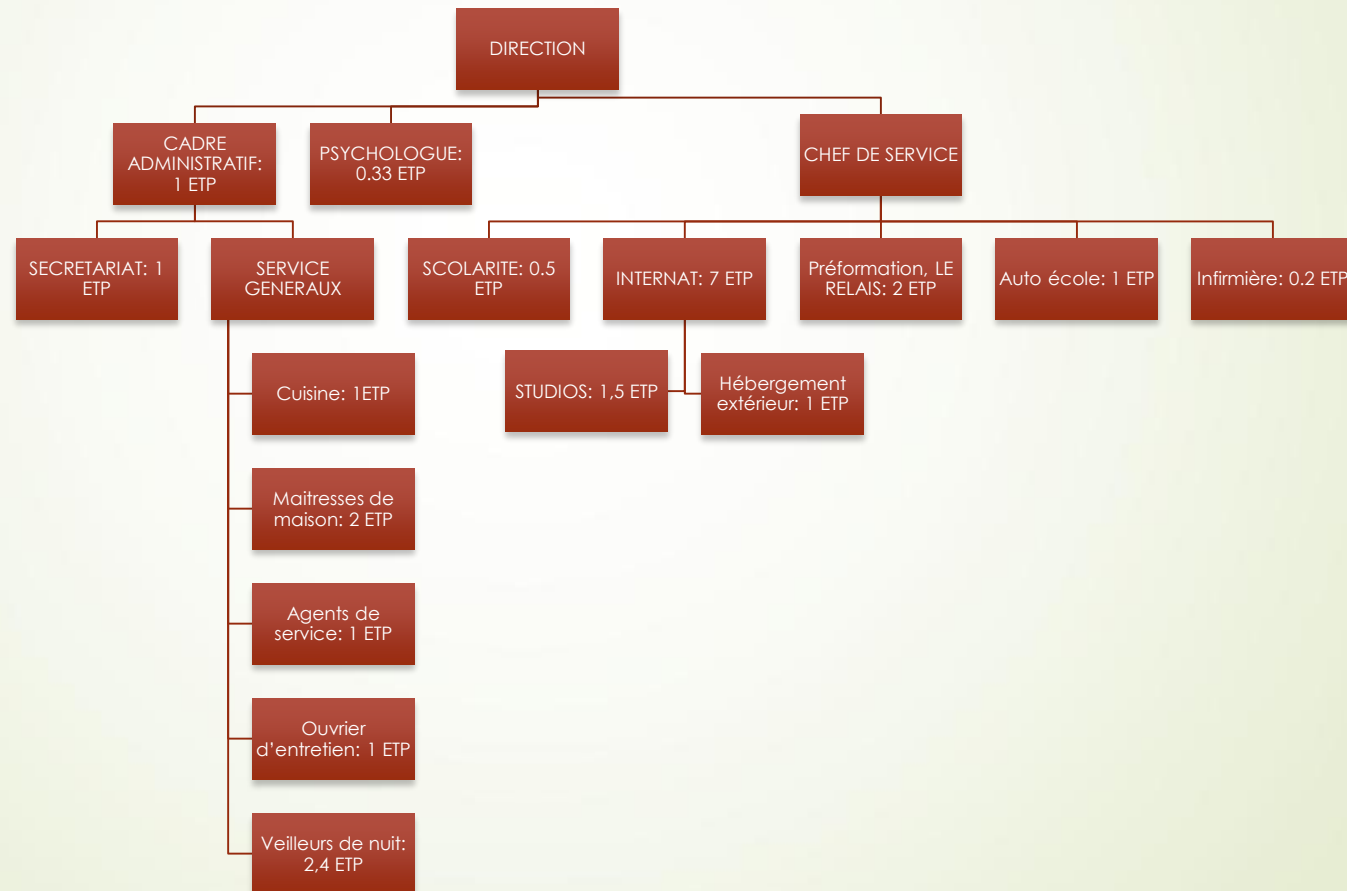 DIRECTION
CADRE
ADMINISTRATIF:
1 ETP
PSYCHOLOGUE:
0.33 ETP
CHEF DE SERVICE
SECRETARIAT: 1
ETP
SERVICE
GENERAUX
SCOLARITE: 0.5
ETP
INTERNAT: 7 ETP
Préformation, LE
RELAIS: 2 ETP
Auto école: 1 ETP
Infirmière: 0.2 ETP
Cuisine: 1ETP
STUDIOS: 1,5 ETP
Hébergement
extérieur: 1 ETP
Maitresses de
maison: 2 ETP
Agents de
service: 1 ETP
Ouvrier
d’entretien: 1 ETP
Veilleurs de nuit:
2,4 ETP